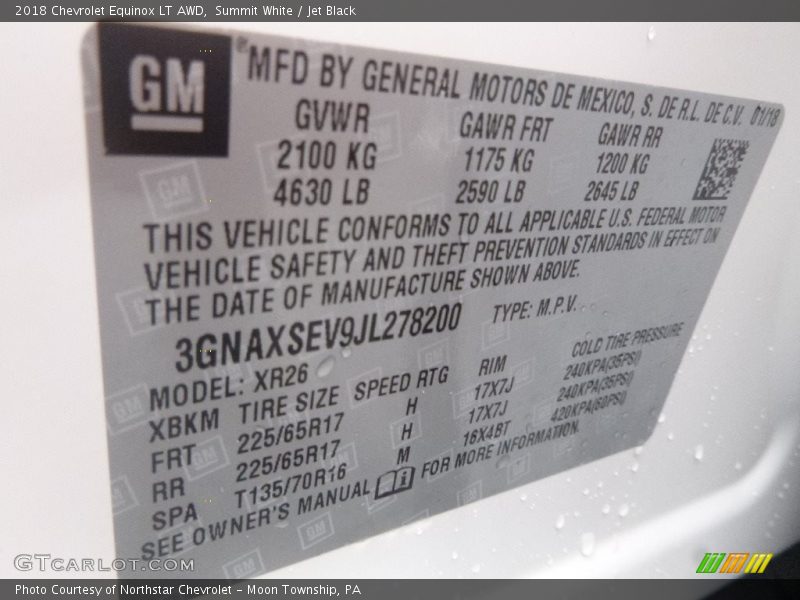 2018 Chevrolet Equinox LT AWD, Summit White / Jet Black
GM
® MFD BY GENERAL MOTORS DE MEXICO, S. DE R.L. DE C.V. 01/18
GVWR GAWR FRT GAWR RR
2100 KG 1175 KG 1200 KG
4630 LB 2590 LB 2645 LB
THIS VEHICLE CONFORMS TO ALL APPLICABLE U.S. FEDERAL MOTOR
VEHICLE SAFETY AND THEFT PREVENTION STANDARDS IN EFFECT ON
THE DATE OF MANUFACTURE SHOWN ABOVE.
3GNAXSEV9JL278200 TYPE: M.P.V.
MODEL: XR26
XBKM TIRE SIZE SPEED RTG RIM COLD TIRE PRESSURE
FRT 225/65R17 H 17X7J 240KPA(35PSI)
RR 225/65R17 H 17X7J 240KPA(35PSI)
SPA T135/70R16 M 16X4BT 420KPA(60PSI)
SEE OWNER'S MANUAL FOR MORE INFORMATION.
GTCARLOT.COM
Photo Courtesy of Northstar Chevrolet - Moon Township, PA